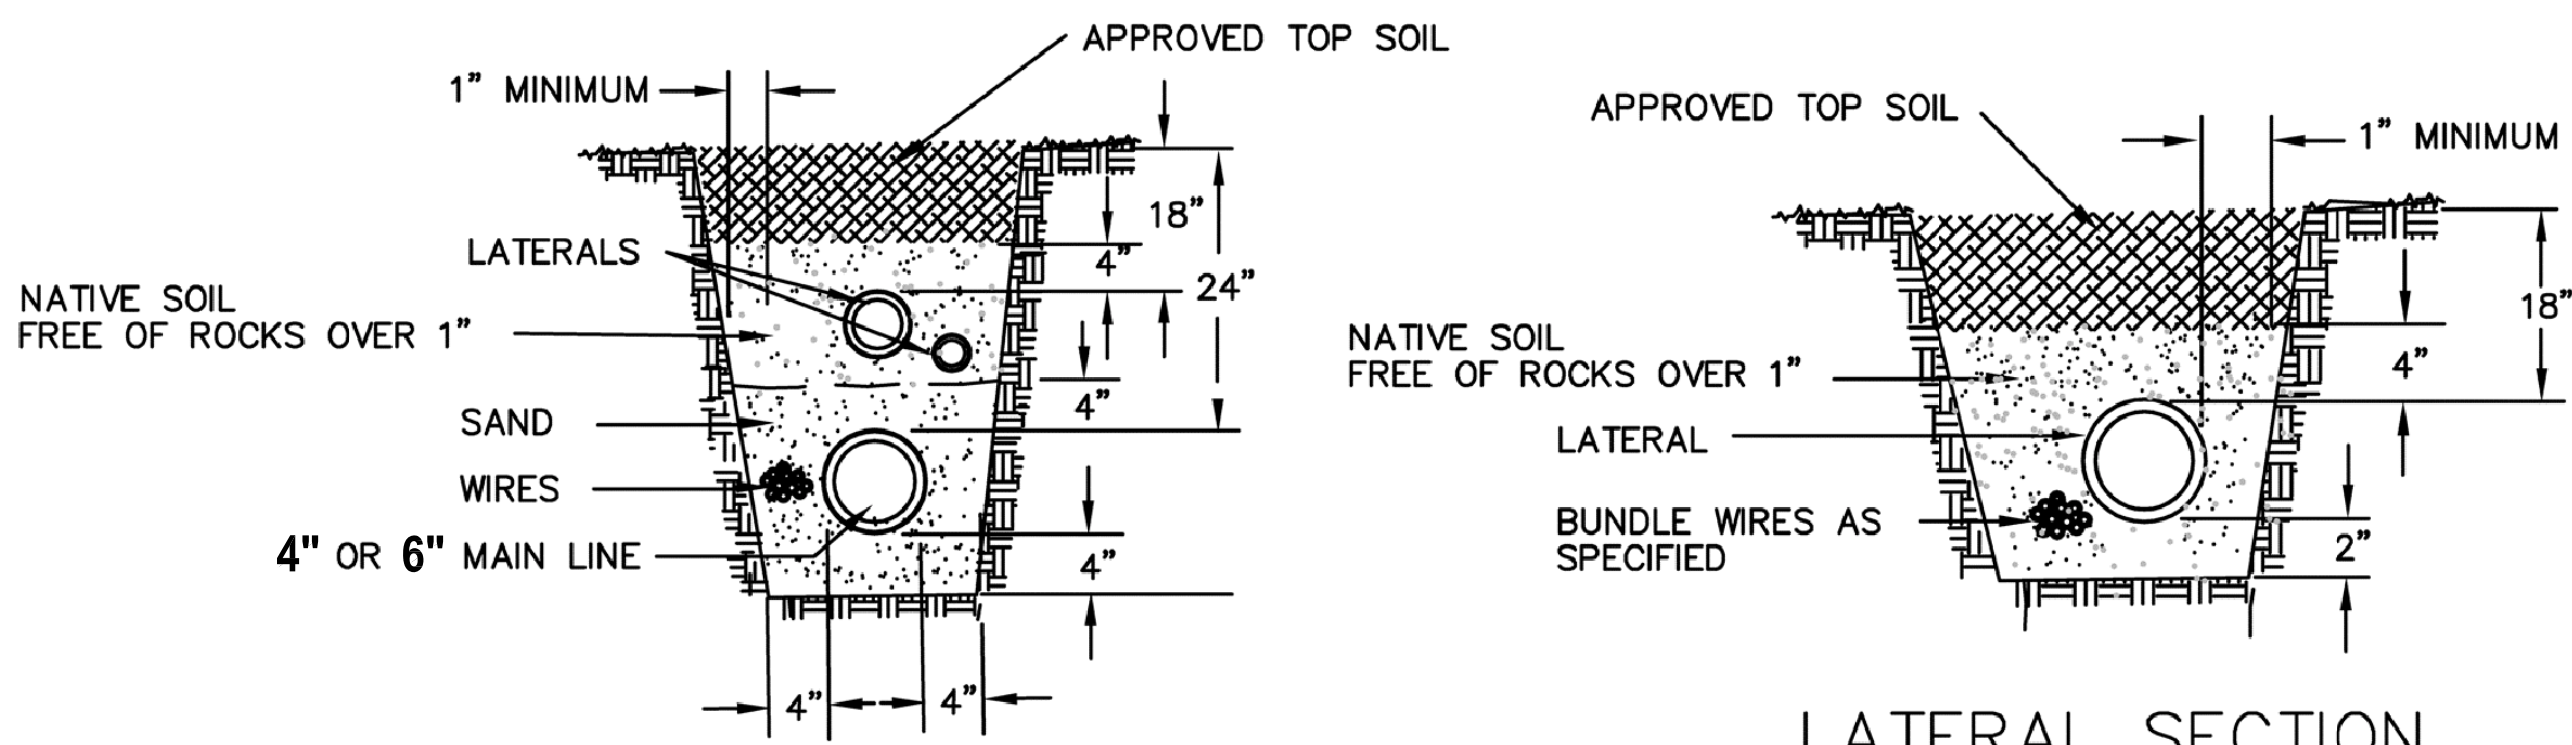 APPROVED TOP SOIL
1" MINIMUM
18"
LATERALS
4"
24"
NATIVE SOIL
FREE OF ROCKS OVER 1"
4"
SAND
WIRES
4" OR 6" MAIN LINE
4"
4"
4"
APPROVED TOP SOIL
1" MINIMUM
18"
NATIVE SOIL
FREE OF ROCKS OVER 1"
4"
LATERAL
BUNDLE WIRES AS
SPECIFIED
2"
LATERAL SECTION